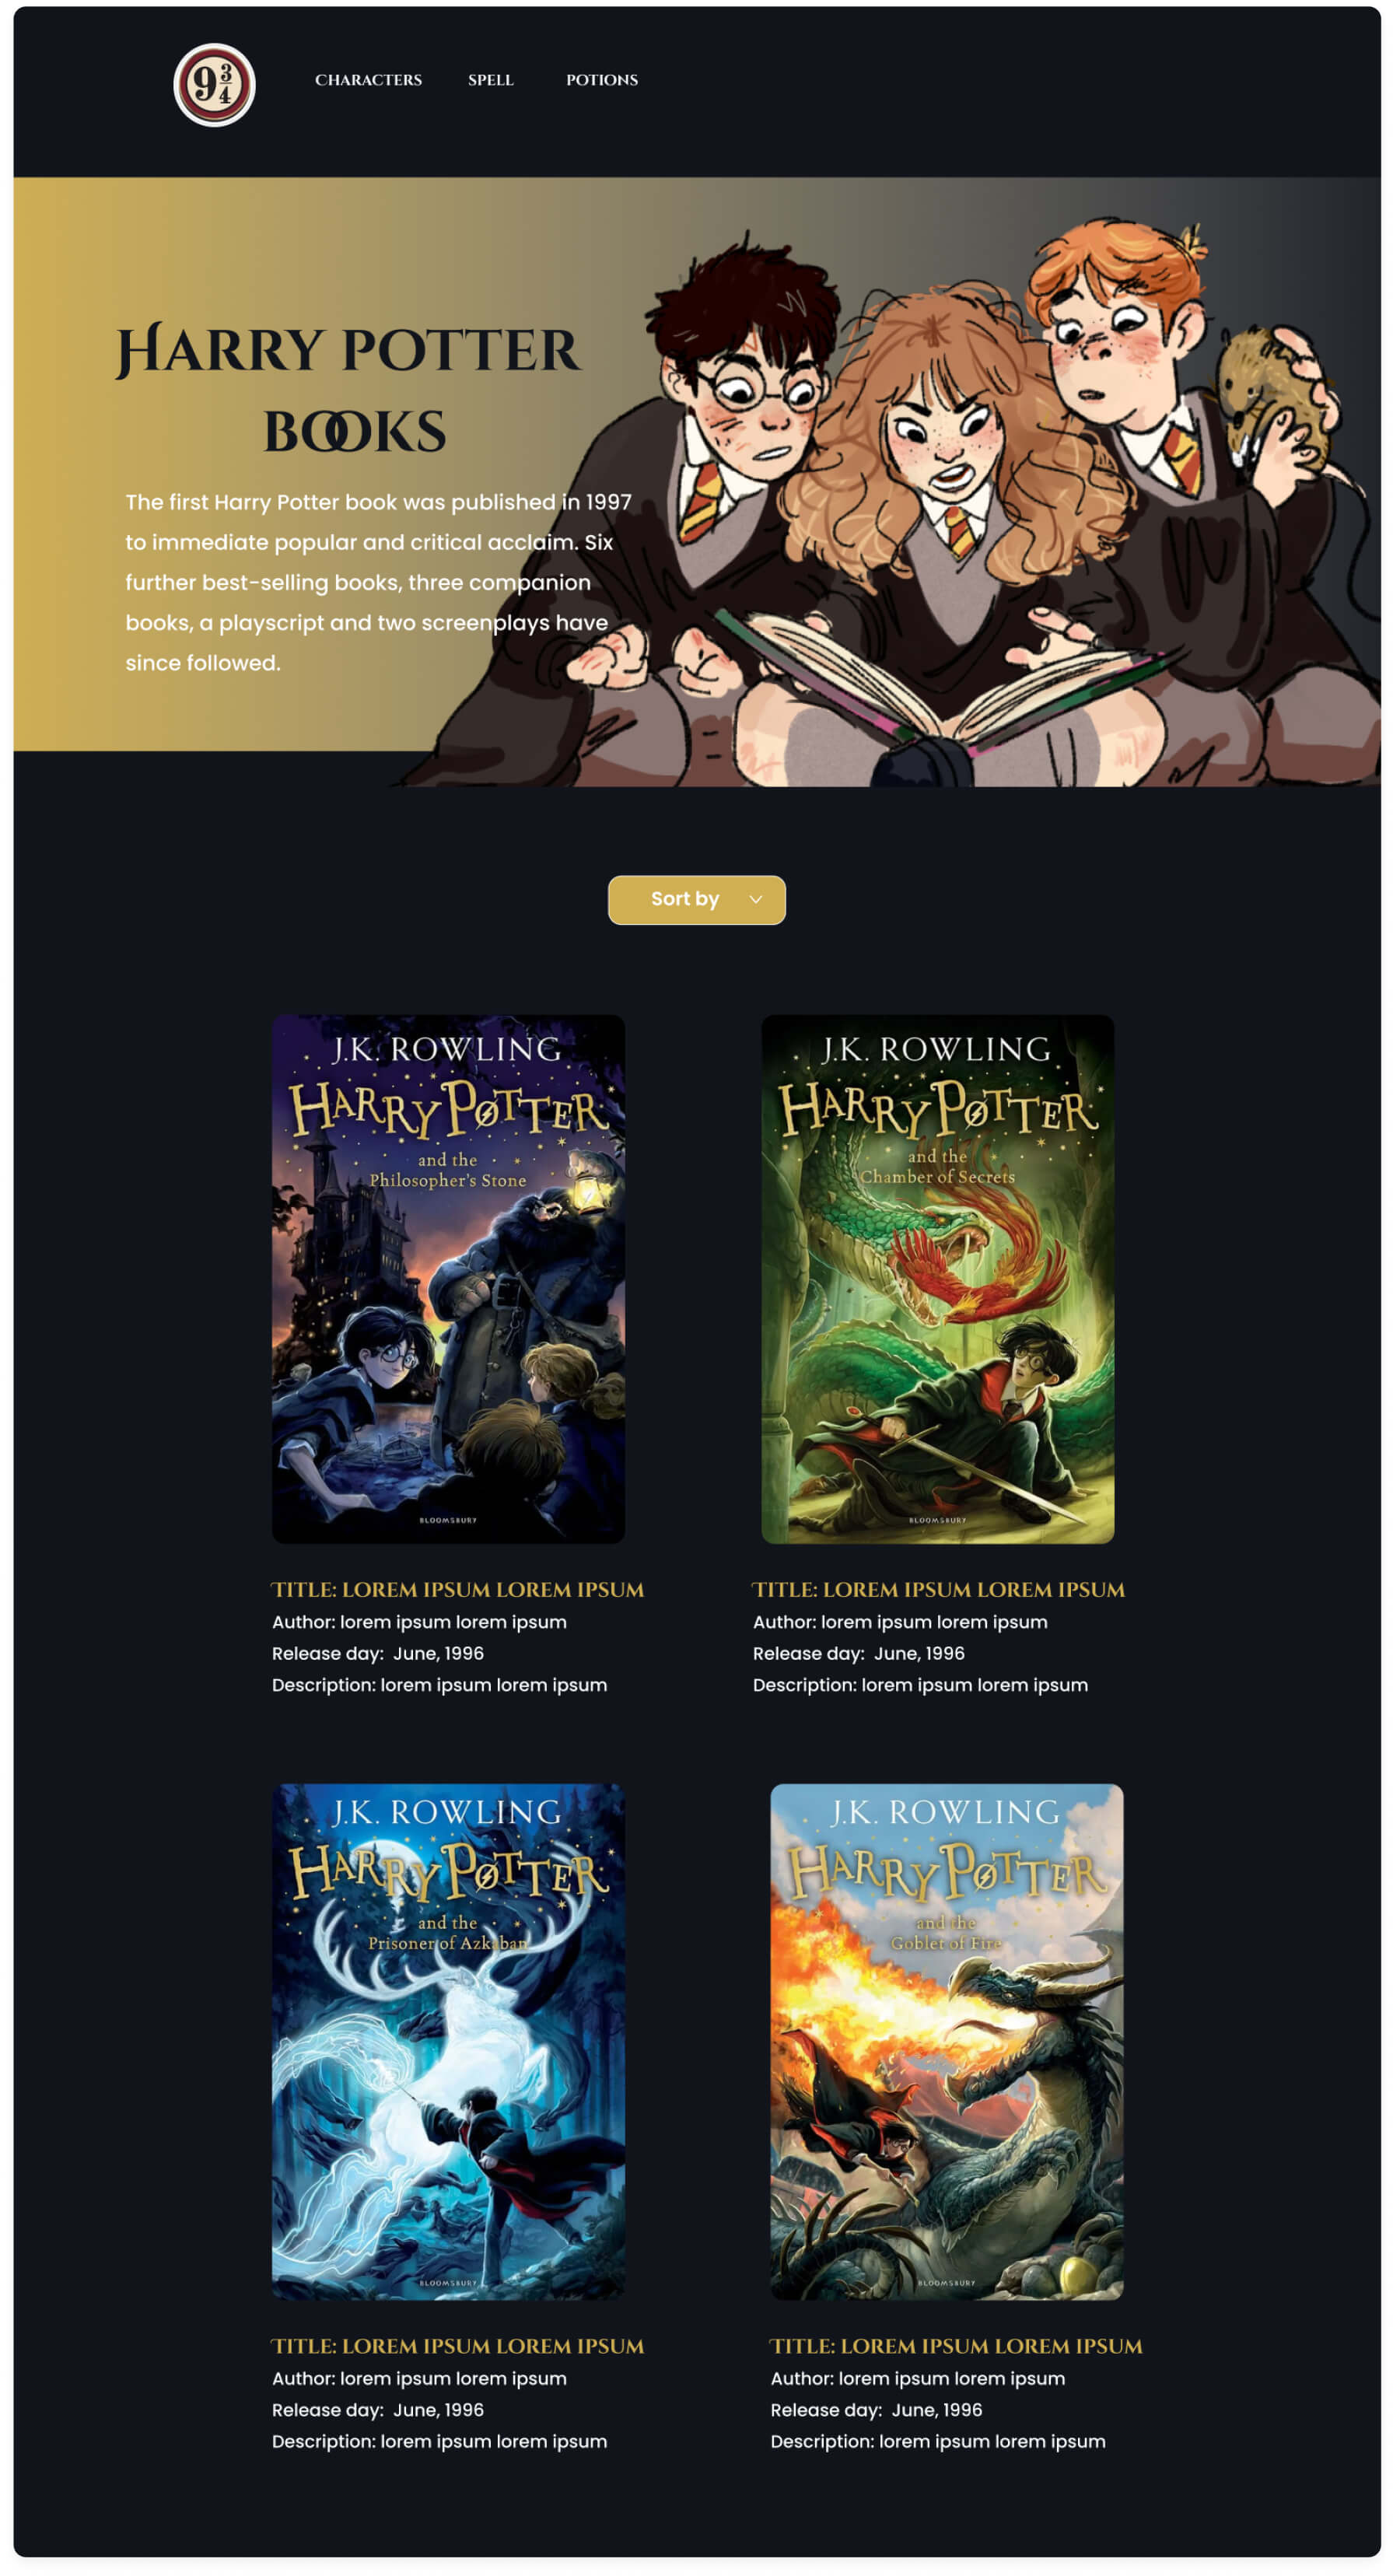 9 3/4
CHARACTERS SPELL POTIONS
HARRY POTTER
BOOKS
The first Harry Potter book was published in 1997
to immediate popular and critical acclaim. Six
further best-selling books, three companion
books, a playscript and two screenplays have
since followed.
Sort by
J.K. ROWLING
HARRY POTTER
and the
Philosopher's Stone
BLOOMSBURY
J.K. ROWLING
HARRY POTTER
and the
Chamber of Secrets
BLOOMSBURY
TITLE: LOREM IPSUM LOREM IPSUM
Author: lorem ipsum lorem ipsum
Release day: June, 1996
Description: lorem ipsum lorem ipsum
TITLE: LOREM IPSUM LOREM IPSUM
Author: lorem ipsum lorem ipsum
Release day: June, 1996
Description: lorem ipsum lorem ipsum
J.K. ROWLING
HARRY POTTER
and the
Prisoner of Azkaban
BLOOMSBURY
J.K. ROWLING
HARRY POTTER
and the
Goblet of Fire
BLOOMSBURY
TITLE: LOREM IPSUM LOREM IPSUM
Author: lorem ipsum lorem ipsum
Release day: June, 1996
Description: lorem ipsum lorem ipsum
TITLE: LOREM IPSUM LOREM IPSUM
Author: lorem ipsum lorem ipsum
Release day: June, 1996
Description: lorem ipsum lorem ipsum